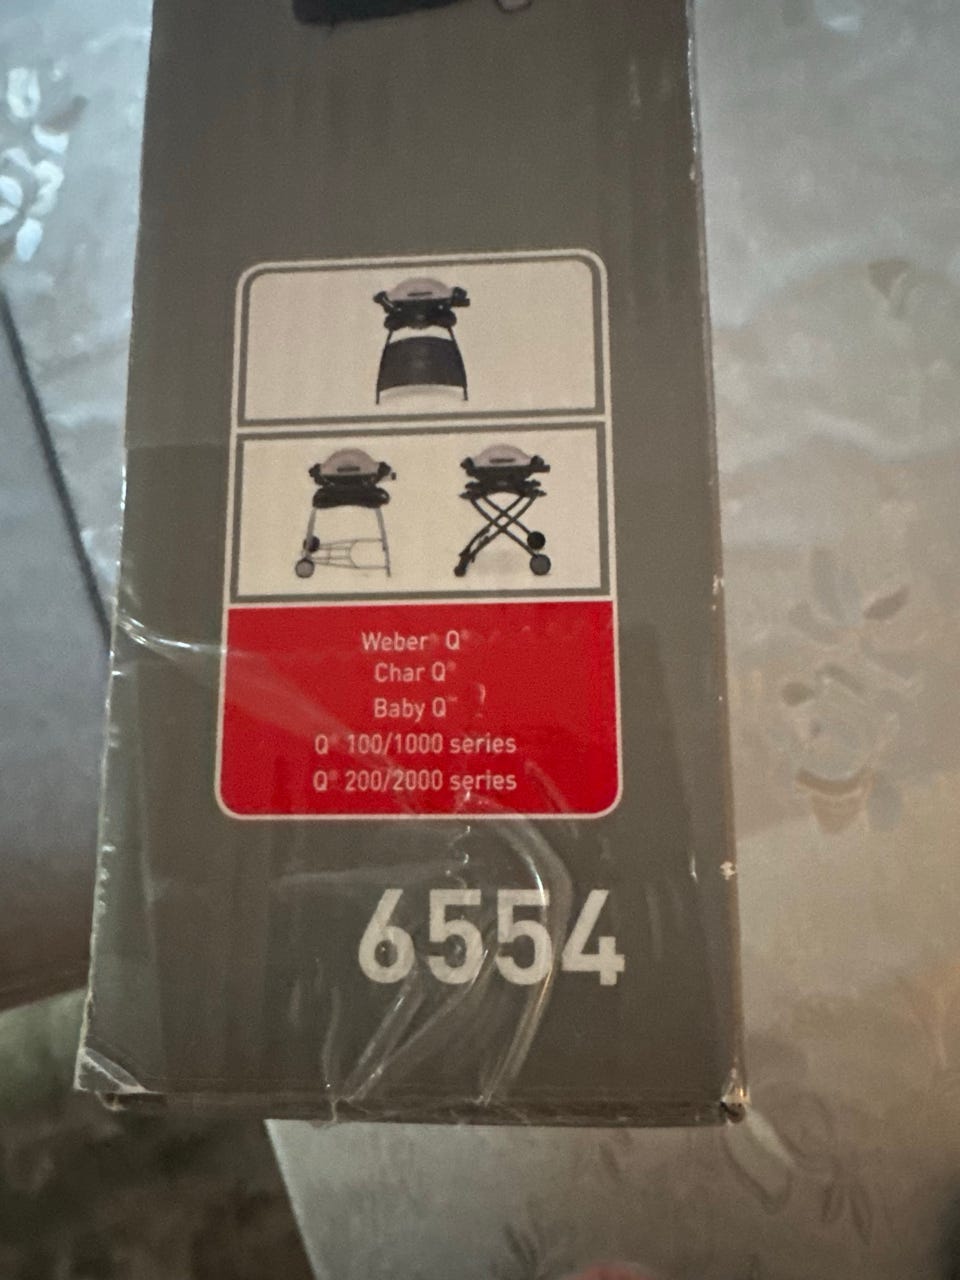 Weber® Q®
Char Q®
Baby Q™
Q® 100/1000 series
Q® 200/2000 series
6554